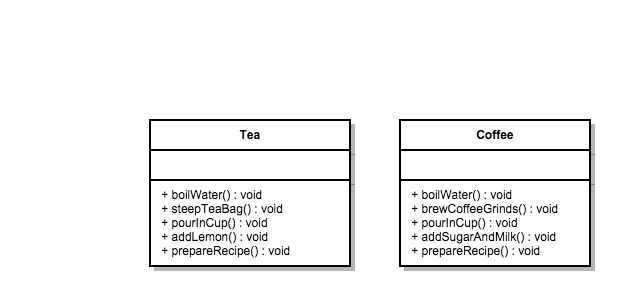 Tea
+ boilWater() : void
+ steepTeaBag() : void
+ pourInCup() : void
+ addLemon() : void
+ prepareRecipe() : void
Coffee
+ boilWater() : void
+ brewCoffeeGrinds() : void
+ pourInCup() : void
+ addSugarAndMilk() : void
+ prepareRecipe() : void